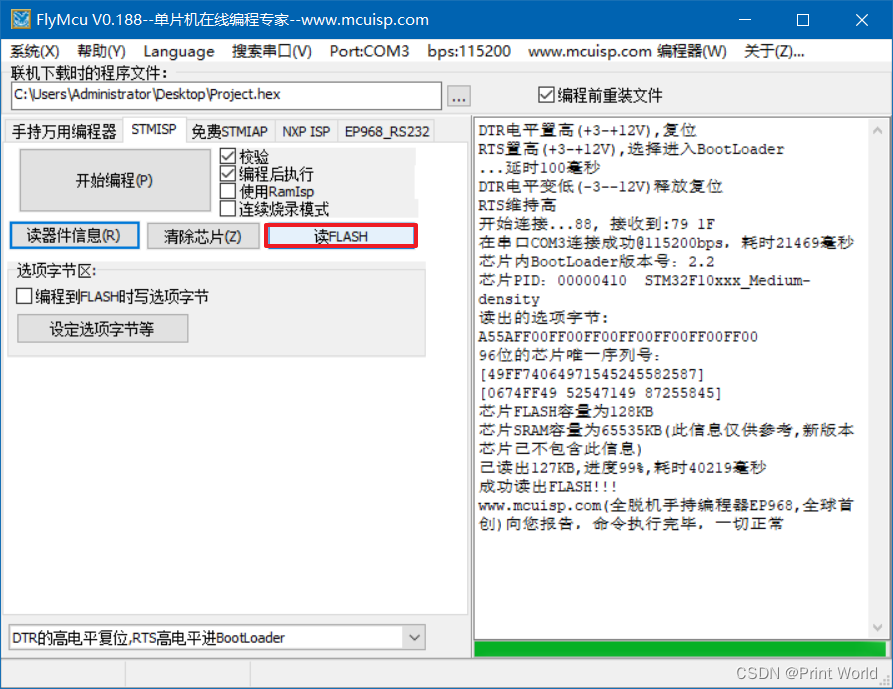 FlyMcu V0.188--单片机在线编程专家--www.mcuisp.com
系统(X) 帮助(Y) Language 搜索串口(V) Port:COM3 bps:115200 www.mcuisp.com 编程器(W) 关于(Z)...
联机下载时的程序文件:
C:\Users\Administrator\Desktop\Project.hex
...
编程前重装文件
手持万用编程器 STMISP 免费STMIAP NXP ISP EP968_RS232
开始编程(P)
校验
编程后执行
使用RamIsp
连续烧录模式
读器件信息(R) 清除芯片(Z) 读FLASH
选项字节区:
编程到FLASH时写选项字节
设定选项字节等
DTR的高电平复位,RTS高电平进BootLoader
DTR电平置高(+3-+12V),复位
RTS置高(+3-+12V),选择进入BootLoader
...延时100毫秒
DTR电平变低(-3--12V)释放复位
RTS维持高
开始连接...88, 接收到:79 1F
在串口COM3连接成功@115200bps, 耗时21469毫秒
芯片内BootLoader版本号: 2.2
芯片PID: 00000410 STM32F10xxx_Medium-
density
读出的选项字节:
A55AFF00FF00FF00FF00FF00FF00FF00
96位的芯片唯一序列号:
[49FF74064971545245582587]
[0674FF49 52547149 87255845]
芯片FLASH容量为128KB
芯片SRAM容量为65535KB(此信息仅供参考,新版本
芯片已不包含此信息)
已读出127KB,进度99%,耗时40219毫秒
成功读出FLASH!!!
www.mcuisp.com(全脱机手持编程器EP968,全球首
创)向您报告, 命令执行完毕, 一切正常
CSDN @Print World